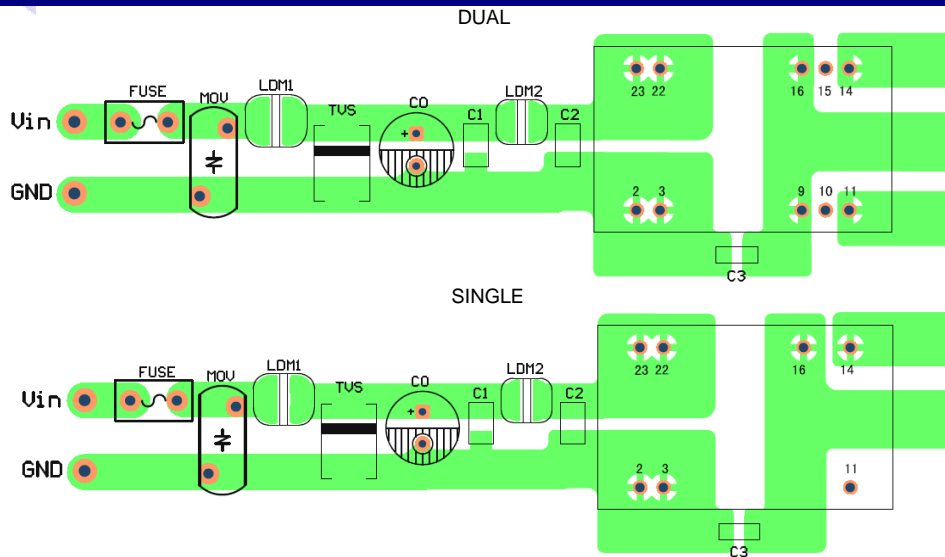 DUAL
FUSE MOV LDM1 TVS CO C1 LDM2 C2
Vin
+
GND
23 22 16 15 14
2 3 9 10 11
C3
SINGLE
FUSE MOV LDM1 TVS CO C1 LDM2 C2
Vin
+
GND
23 22 16 14
2 3 11
C3